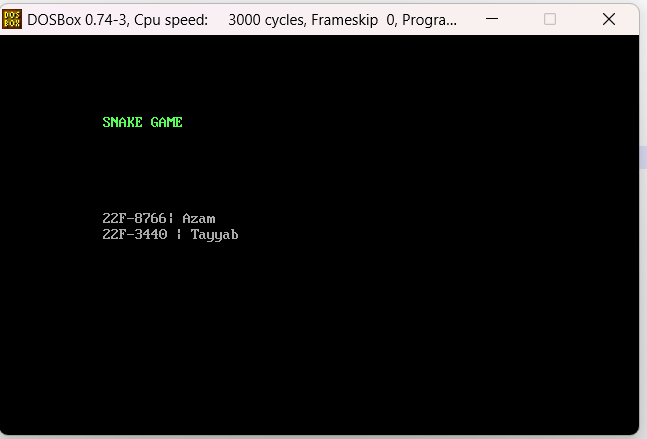 DOSBox 0.74-3, Cpu speed: 3000 cycles, Frameskip 0, Progra...
SNAKE GAME
22F-8766| Azam
22F-3440 | Tayyab